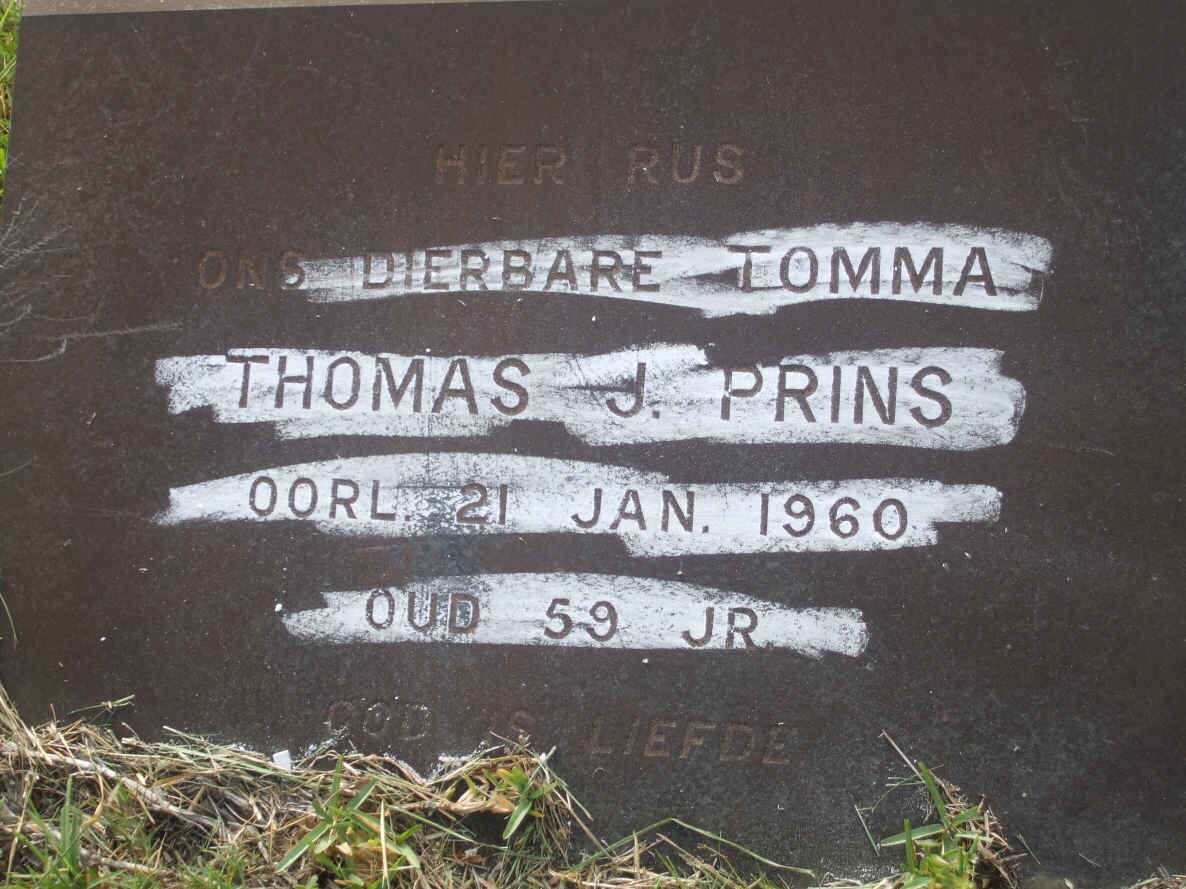 HIER RUS
ONS DIERBARE TOMMA
THOMAS J. PRINS
OORL. 21 JAN. 1960.
OUD 59 JR.
GOD IS LIEFDE